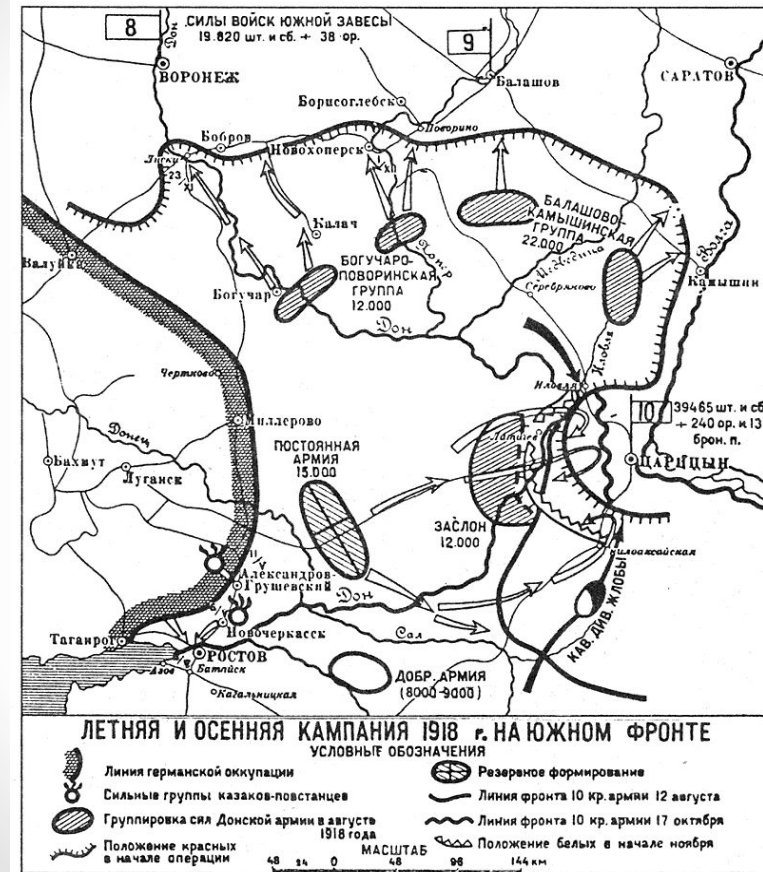 8
СИЛЫ ВОЙСК ЮЖНОЙ ЗАВЕСЫ
19.820 шт. и сб. + 38 ор.
Дон
9
ВОРОНЕЖ
Балашов
САРАТОВ
Борисоглебск
Поворино
Бобров
Новохоперск
Лиски
23/XI
XII
БАЛАШОВО-
КАМЫШИНСКАЯ
ГРУППА
22.000
Калач
БОГУЧАРО-
ПОВОРИНСКАЯ
ГРУППА
12.000
Хопер
Волга
Валуйки
Богучар
Серебряково
Камышин
Дон
Иловля
Чертково
Иловля
10
39465 шт. и сб
+ 240 ор. и 13
брон. п.
Миллерово
Донец
ПОСТОЯННАЯ
АРМИЯ
15.000
ЦАРИЦЫН
Бахмут
Луганск
ЗАСЛОН
12.000
Александров-
Грушевский
Дон
КАВ. ДИВ. ЖЛОБЫ
Новочеркасск
Сал
Таганрог
РОСТОВ
Азов
Батайск
ДОБР. АРМИЯ
(8000-9000)
Кагальницкая
ЛЕТНЯЯ И ОСЕННЯЯ КАМПАНИЯ 1918 г. НА ЮЖНОМ ФРОНТЕ
УСЛОВНЫЕ ОБОЗНАЧЕНИЯ
Линия германской оккупации
Резервное формирование
Сильные группы казаков-повстанцев
Линия фронта 10 кр. армии 12 августа
Группировка сил Донской армии в августе
1918 года
Линия фронта 10 кр. армии 17 октября
Положение красных
в начале операции
Положение белых в начале ноября
МАСШТАБ
48 24 0 48 96 144 км